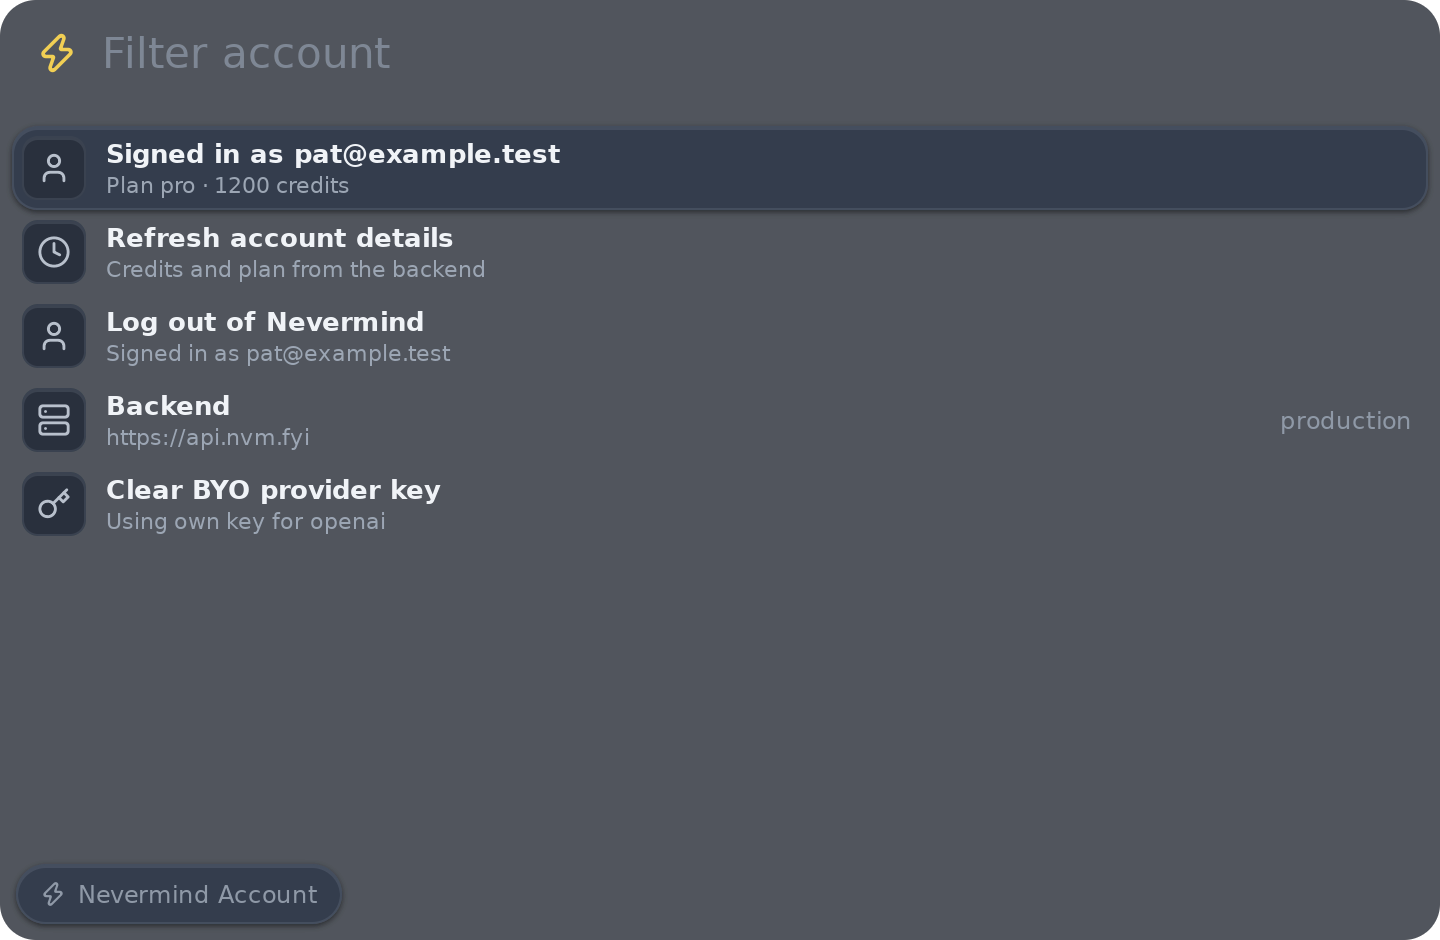 Filter account
Signed in as pat@example.test
Plan pro · 1200 credits
Refresh account details
Credits and plan from the backend
Log out of Nevermind
Signed in as pat@example.test
Backend
https://api.nvm.fyi
production
Clear BYO provider key
Using own key for openai
Nevermind Account